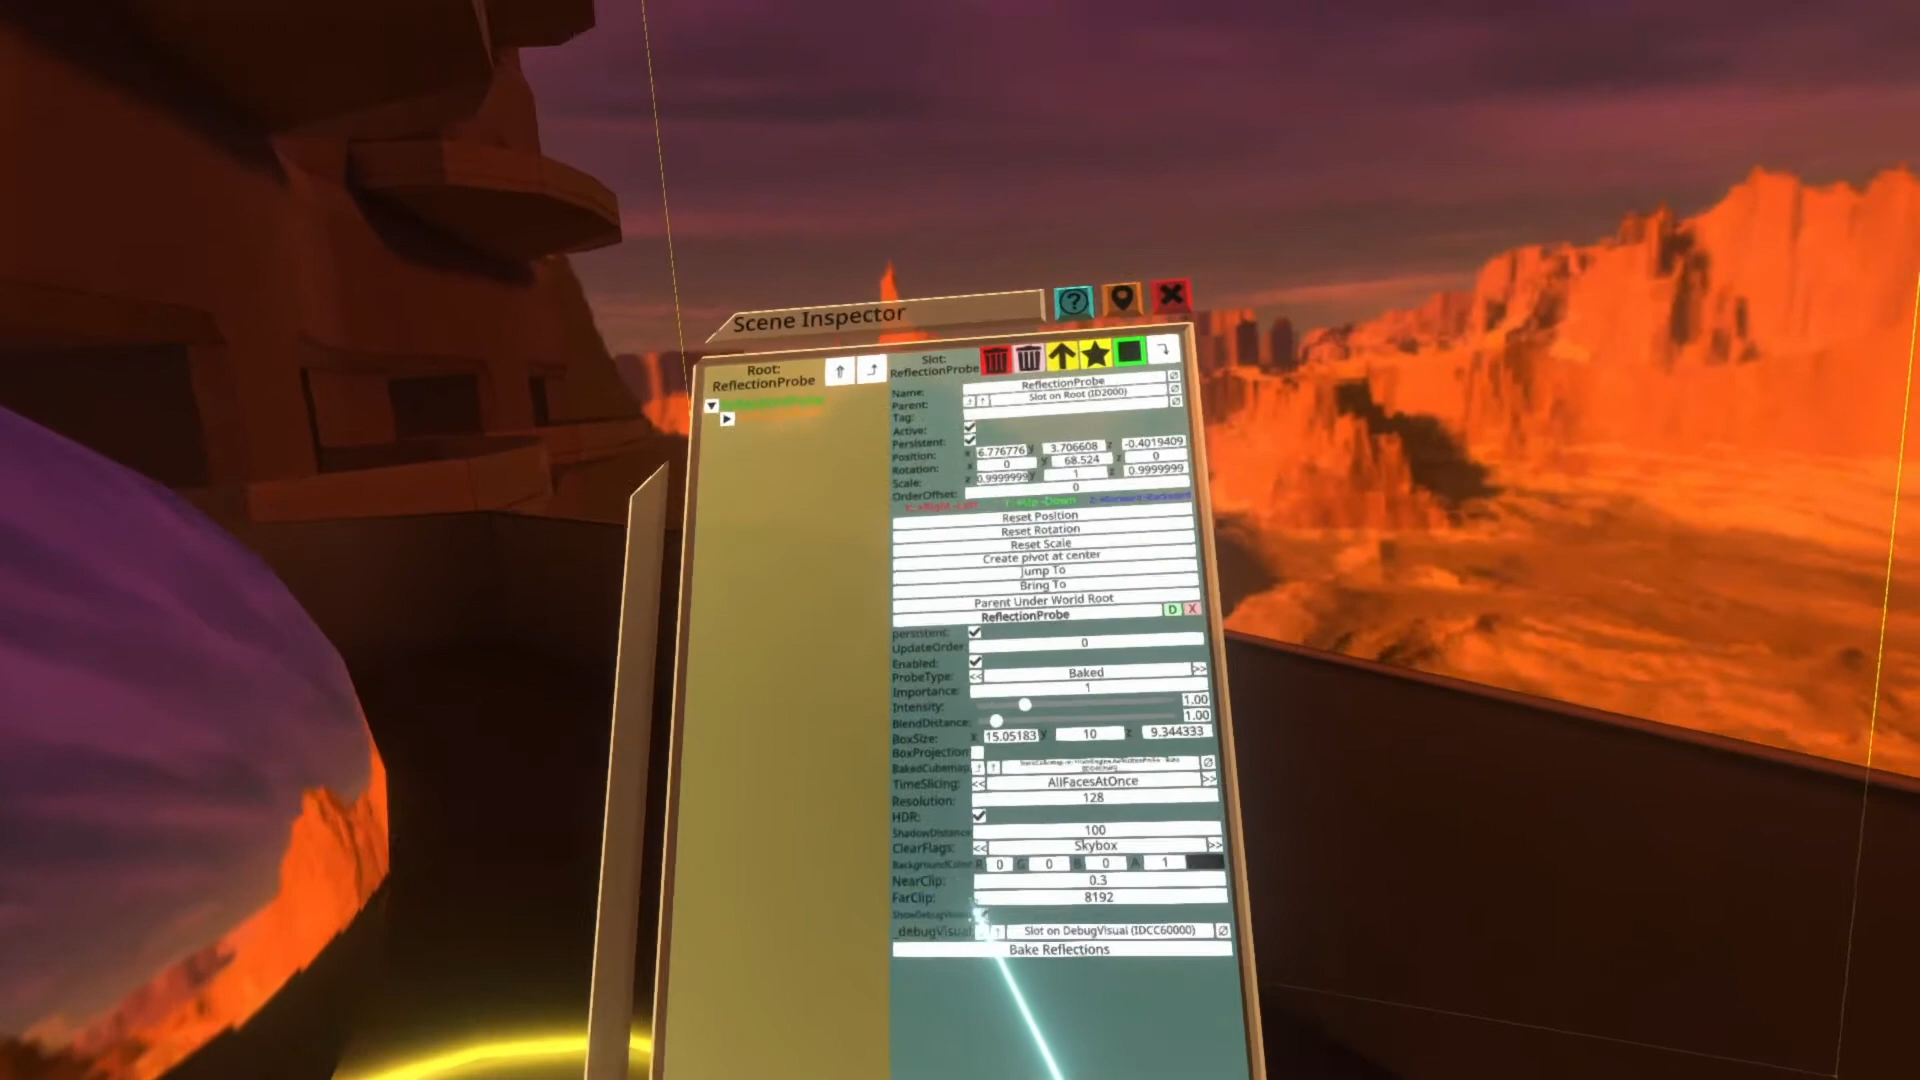 Scene Inspector
Root:
ReflectionProbe
Slot:
ReflectionProbe
Name: ReflectionProbe
Parent: Slot on Root (ID2000)
Tag:
Active:
Persistent:
Position: x 6.776776 y 3.706608 z -0.4019409
Rotation: x 0 y 68.524 z 0
Scale: 0.9999999 y 1 z 0.9999999
OrderOffset: 0
Reset Position
Reset Rotation
Reset Scale
Create pivot at center
Jump To
Bring To
Parent Under World Root
ReflectionProbe D X
persistent:
UpdateOrder: 0
Enabled:
ProbeType: << Baked >>
Importance: 1
Intensity: 1.00
BlendDistance: 1.00
BoxSize: x 15.05183 y 10 z 9.344333
BoxProjection
BakedCubemap
TimeSlicing: << AllFacesAtOnce >>
Resolution: 128
HDR:
ShadowDistance 100
ClearFlags: << Skybox >>
BackgroundColor R 0 G 0 B 0 A 1
NearClip: 0.3
FarClip: 8192
ShowDebugVisuals
_debugVisual: Slot on DebugVisual (IDCC60000)
Bake Reflections